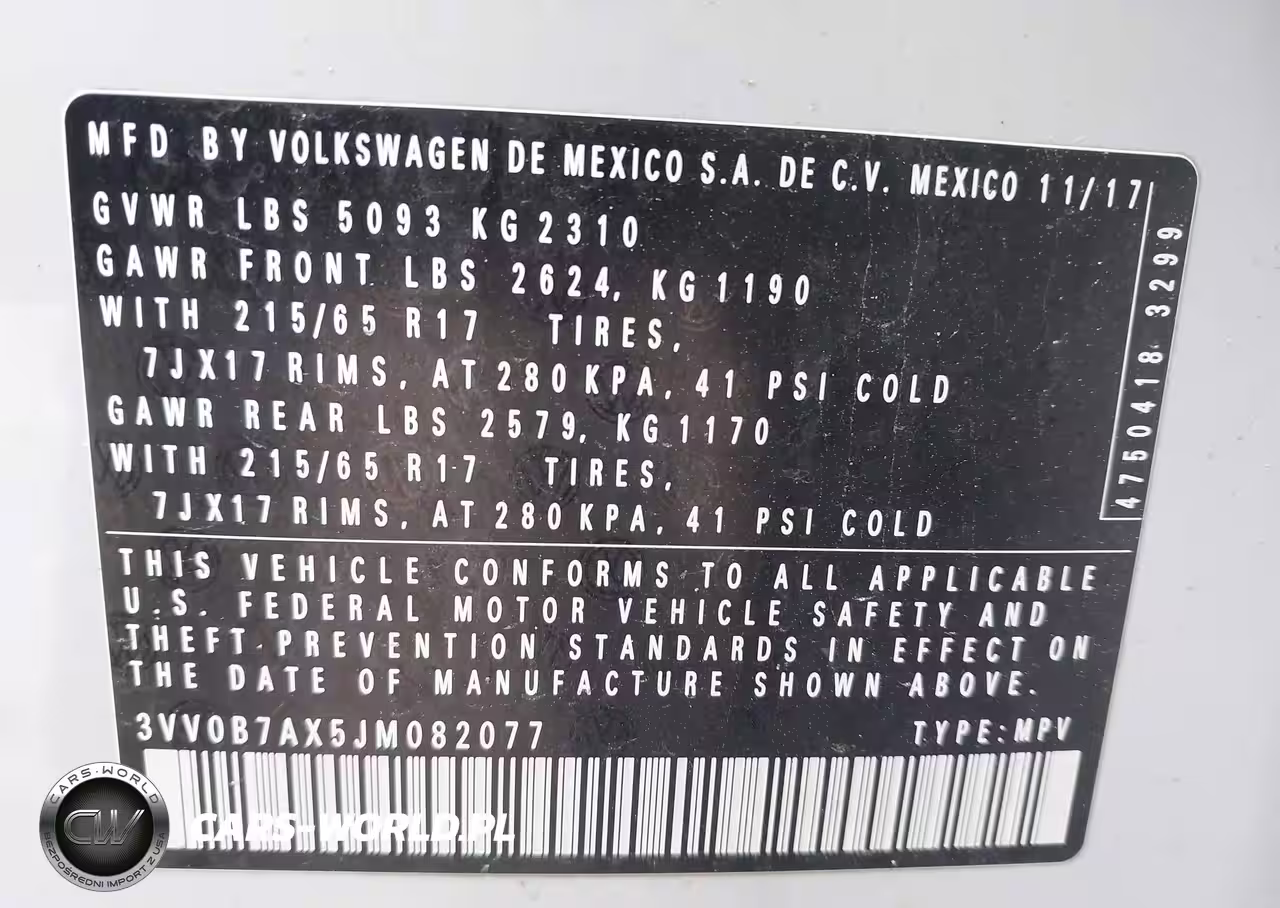 MFD BY VOLKSWAGEN DE MEXICO S.A. DE C.V. MEXICO 11/17
GVWR LBS 5093 KG 2310
GAWR FRONT LBS 2624, KG 1190
WITH 215/65 R17 TIRES,
7JX17 RIMS, AT 280 KPA, 41 PSI COLD
GAWR REAR LBS 2579, KG 1170
WITH 215/65 R17 TIRES,
7JX17 RIMS, AT 280 KPA, 41 PSI COLD
4750418 3299
THIS VEHICLE CONFORMS TO ALL APPLICABLE
U.S. FEDERAL MOTOR VEHICLE SAFETY AND
THEFT PREVENTION STANDARDS IN EFFECT ON
THE DATE OF MANUFACTURE SHOWN ABOVE.
3VV0B7AX5JM082077 TYPE:MPV
CARS-WORLD
CW
BEZPOŚREDNI IMPORT Z USA
CARS-WORLD.PL